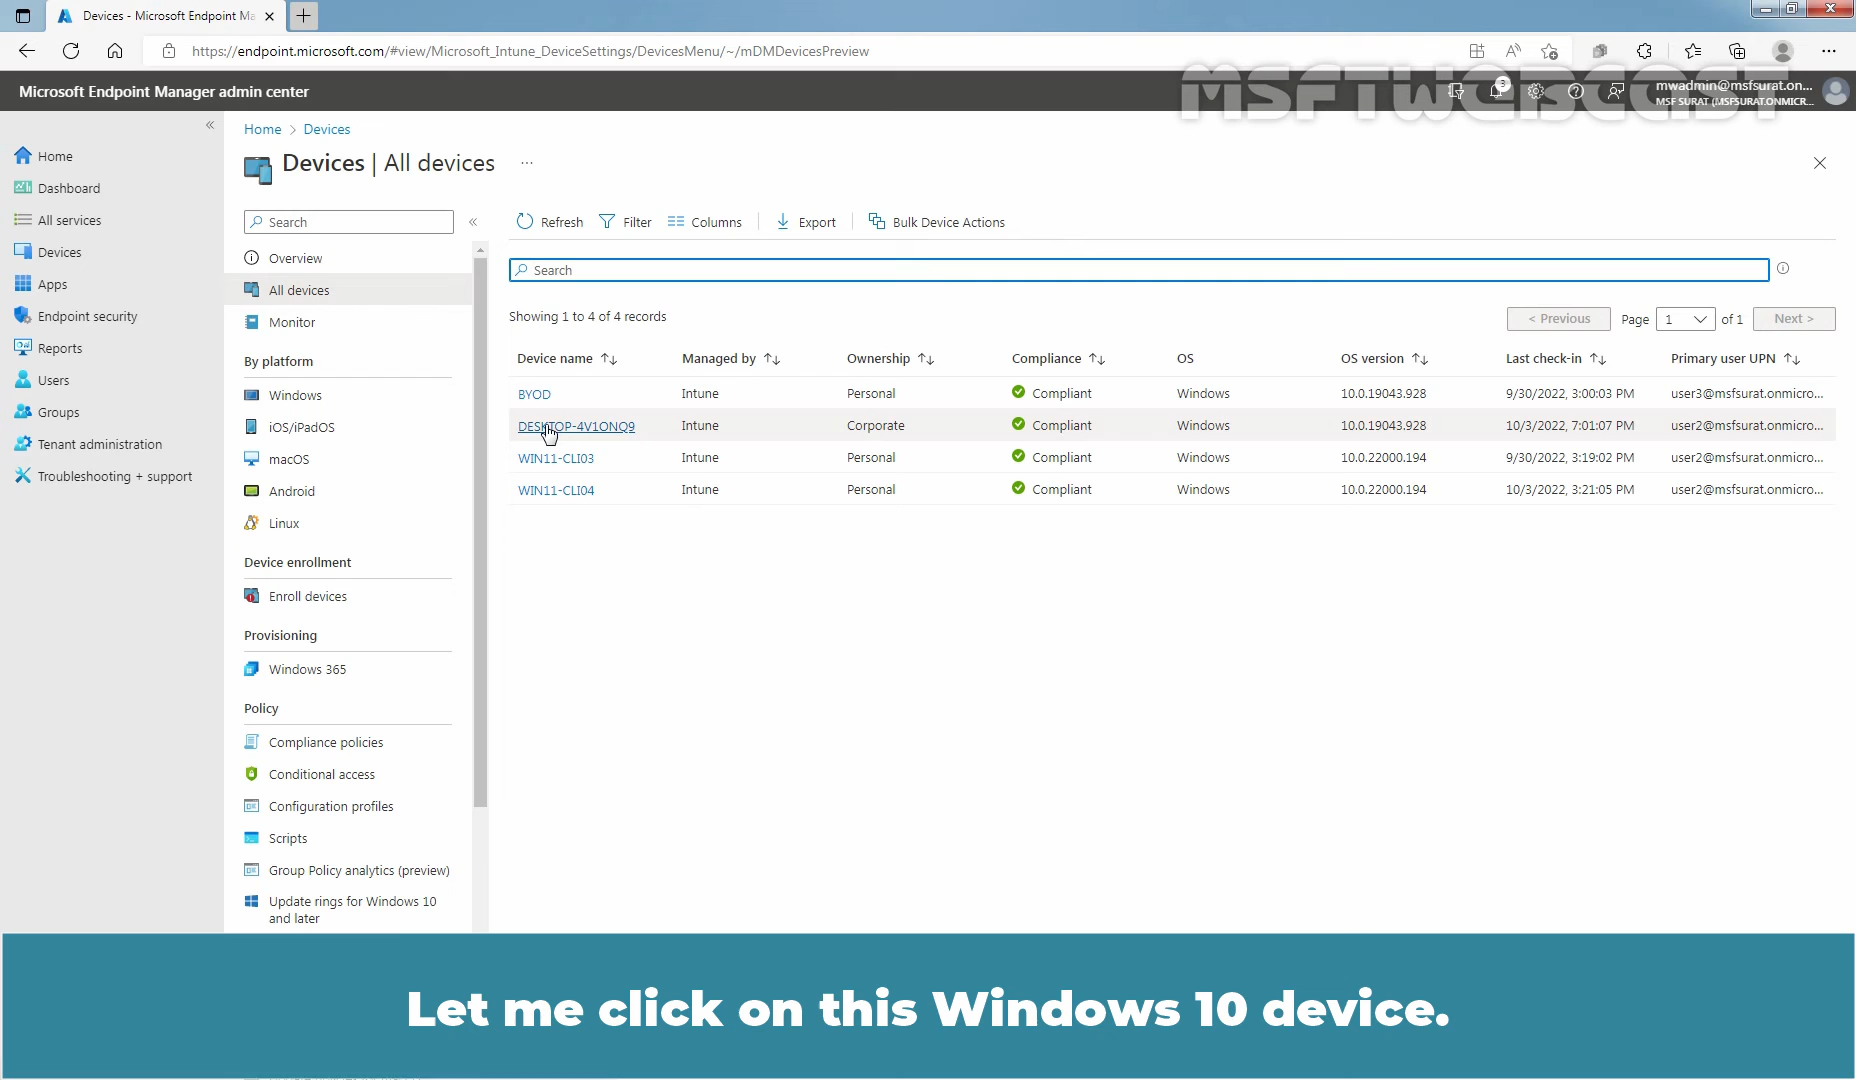 Devices - Microsoft Endpoint Ma
https://endpoint.microsoft.com/#view/Microsoft_Intune_DeviceSettings/DevicesMenu/~/mDMDevicesPreview
MSFTWEBCAST
Microsoft Endpoint Manager admin center
3
mwadmin@msfsurat.on...
MSF SURAT (MSFSURAT.ONMICR...
Home
Dashboard
All services
Devices
Apps
Endpoint security
Reports
Users
Groups
Tenant administration
Troubleshooting + support
Home > Devices
Devices | All devices ...
Search
Overview
All devices
Monitor
By platform
Windows
iOS/iPadOS
macOS
Android
Linux
Device enrollment
Enroll devices
Provisioning
Windows 365
Policy
Compliance policies
Conditional access
Configuration profiles
Scripts
Group Policy analytics (preview)
Update rings for Windows 10
and later
Refresh Filter Columns Export Bulk Device Actions
Search
Showing 1 to 4 of 4 records
< Previous Page 1 of 1 Next >
Device name Managed by Ownership Compliance OS OS version Last check-in Primary user UPN
BYOD Intune Personal Compliant Windows 10.0.19043.928 9/30/2022, 3:00:03 PM user3@msfsurat.onmicro...
DESKTOP-4V1ONQ9 Intune Corporate Compliant Windows 10.0.19043.928 10/3/2022, 7:01:07 PM user2@msfsurat.onmicro...
WIN11-CLI03 Intune Personal Compliant Windows 10.0.22000.194 9/30/2022, 3:19:02 PM user2@msfsurat.onmicro...
WIN11-CLI04 Intune Personal Compliant Windows 10.0.22000.194 10/3/2022, 3:21:05 PM user2@msfsurat.onmicro...
Let me click on this Windows 10 device.